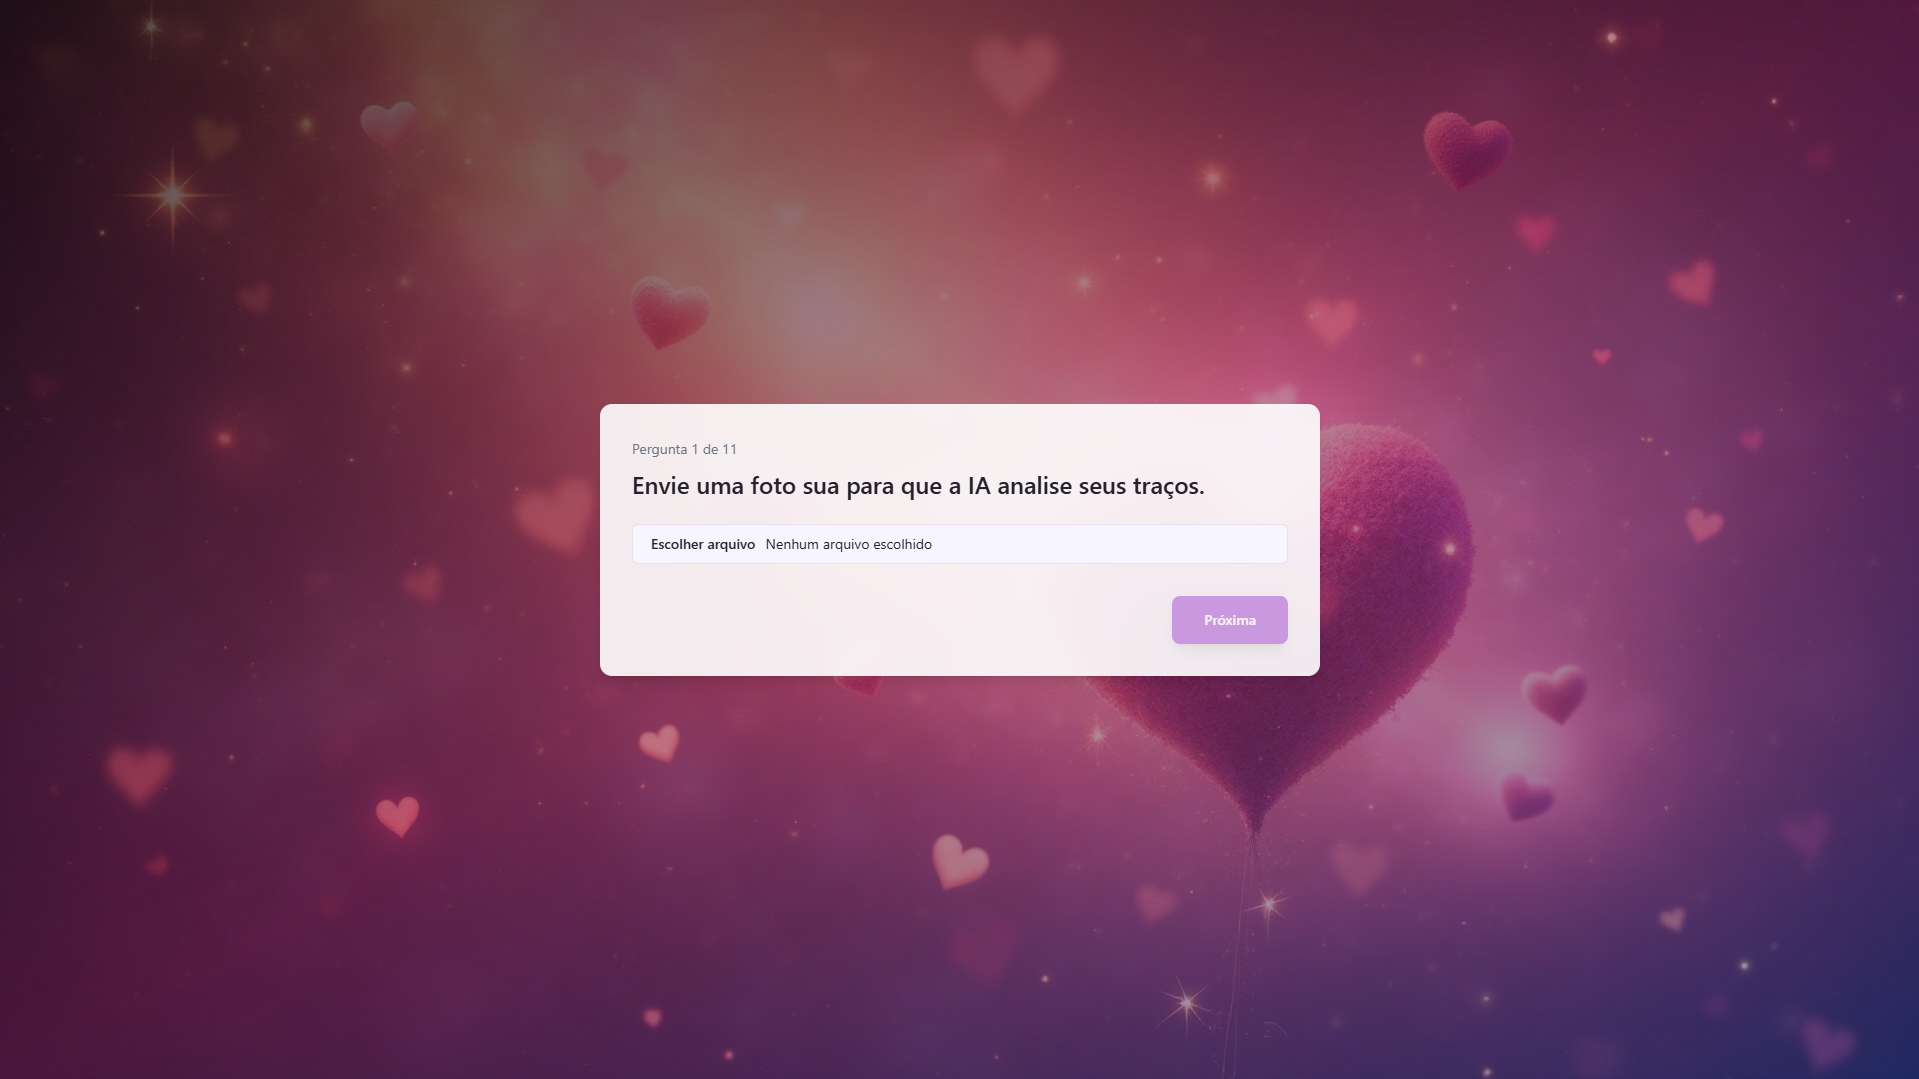 Pergunta 1 de 11
Envie uma foto sua para que a IA analise seus traços.
Escolher arquivo Nenhum arquivo escolhido
Próxima